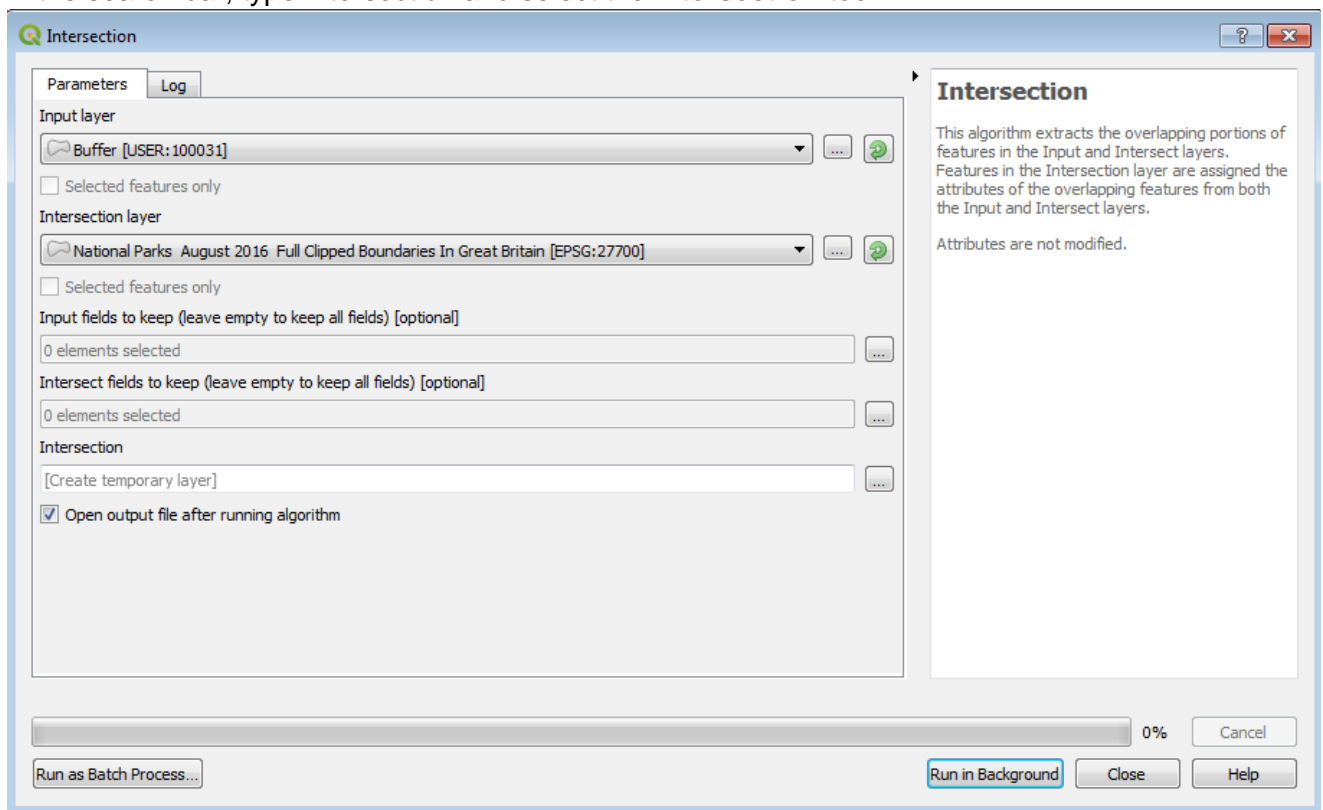 Intersection
Parameters
Log
Input layer
Buffer [USER:100031]
...
Selected features only
Intersection layer
National Parks August 2016 Full Clipped Boundaries In Great Britain [EPSG:27700]
...
Selected features only
Input fields to keep (leave empty to keep all fields) [optional]
0 elements selected
...
Intersect fields to keep (leave empty to keep all fields) [optional]
0 elements selected
...
Intersection
[Create temporary layer]
...
Open output file after running algorithm
Intersection
This algorithm extracts the overlapping portions of
features in the Input and Intersect layers.
Features in the Intersection layer are assigned the
attributes of the overlapping features from both
the Input and Intersect layers.
Attributes are not modified.
0%
Cancel
Run as Batch Process...
Run in Background
Close
Help